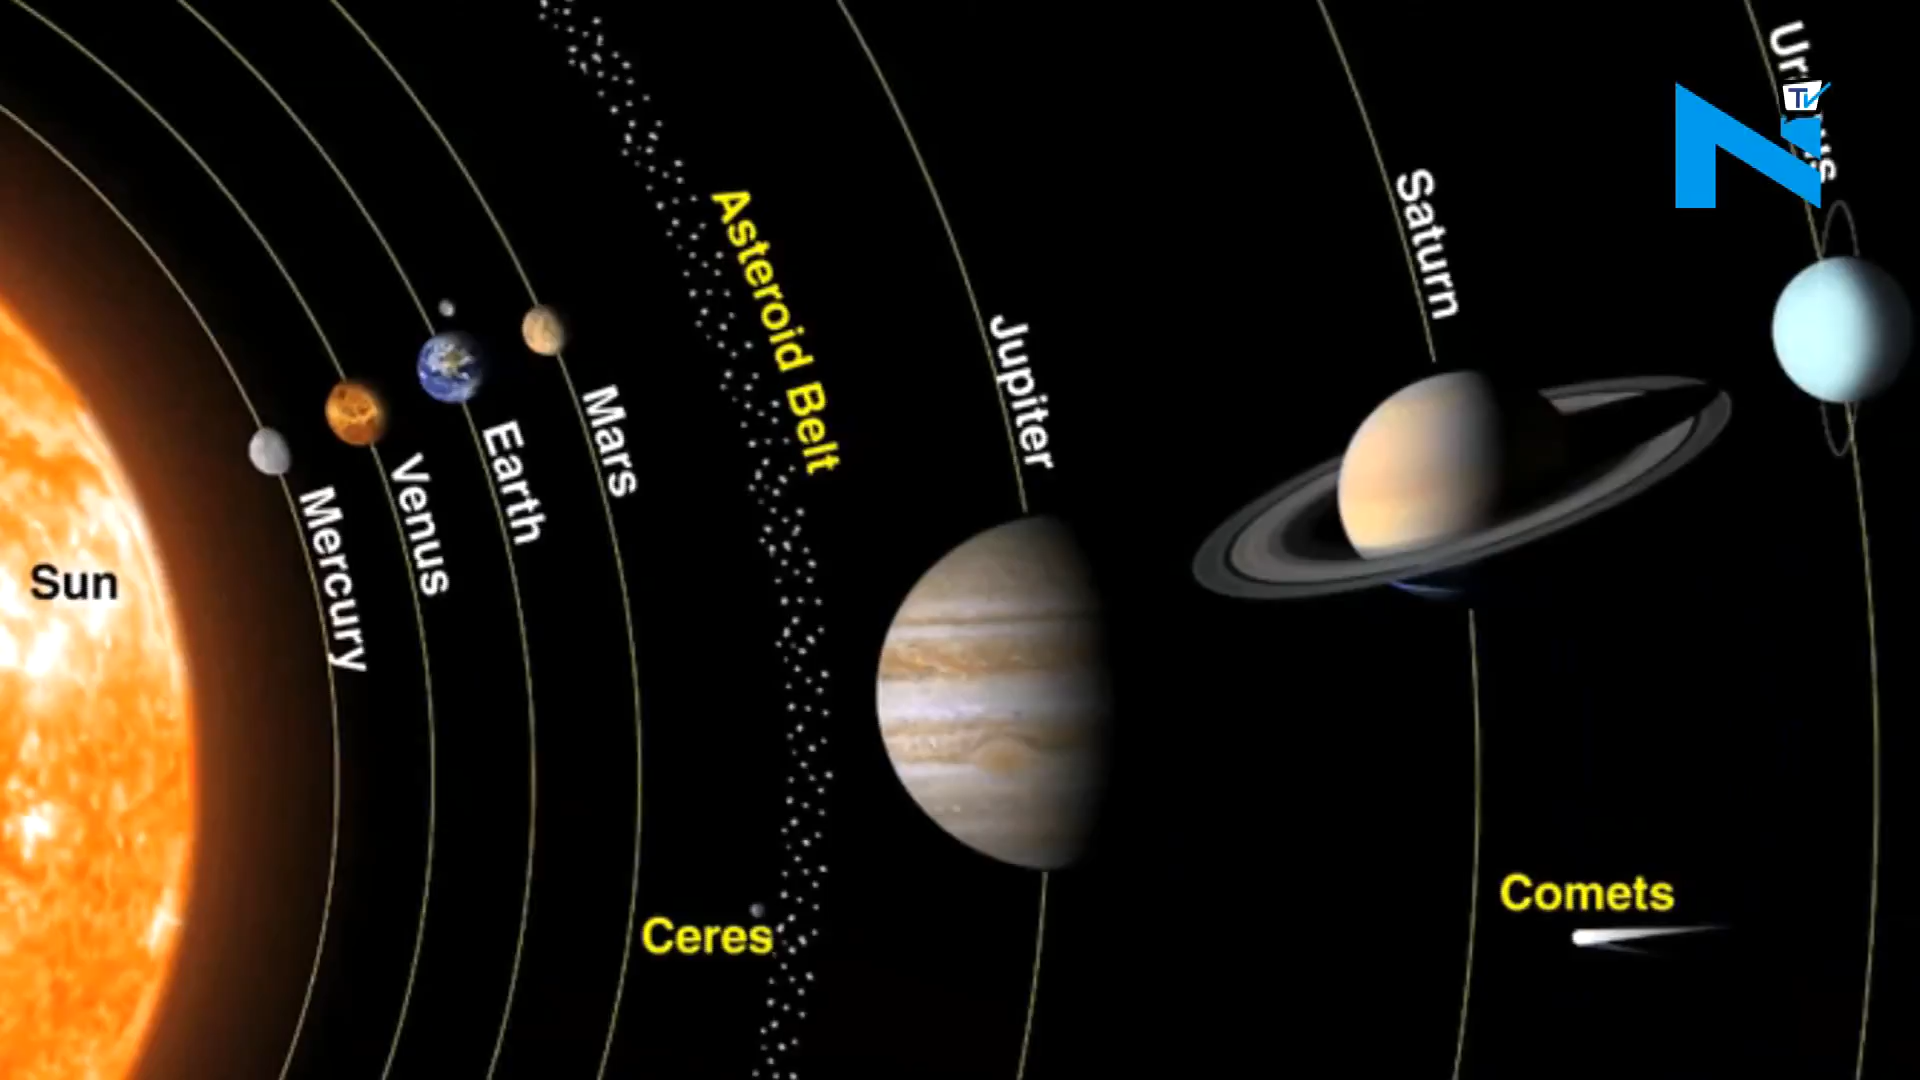 Sun
Mercury
Venus
Earth
Mars
Asteroid Belt
Ceres
Jupiter
Saturn
Comets
TV